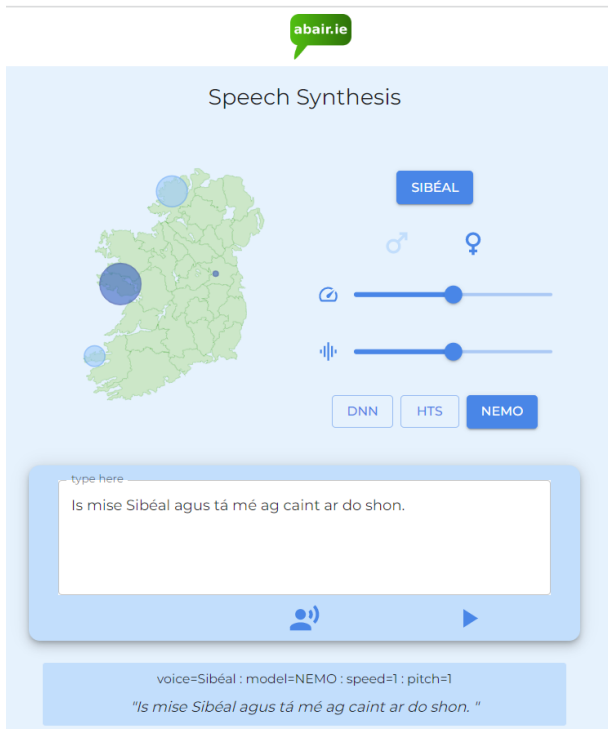 abair.ie
Speech Synthesis
SIBÉAL
DNN HTS NEMO
type here
Is mise Sibéal agus tá mé ag caint ar do shon.
voice=Sibéal : model=NEMO : speed=1 : pitch=1
"Is mise Sibéal agus tá mé ag caint ar do shon. "